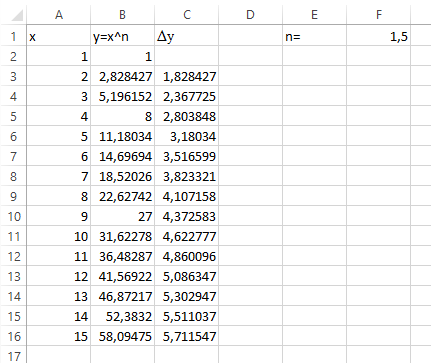 A B C D E F
1 x y=x^n Δy n= 1,5
2 1 1
3 2 2,828427 1,828427
4 3 5,196152 2,367725
5 4 8 2,803848
6 5 11,18034 3,18034
7 6 14,69694 3,516599
8 7 18,52026 3,823321
9 8 22,62742 4,107158
10 9 27 4,372583
11 10 31,62278 4,622777
12 11 36,48287 4,860096
13 12 41,56922 5,086347
14 13 46,87217 5,302947
15 14 52,3832 5,511037
16 15 58,09475 5,711547
17